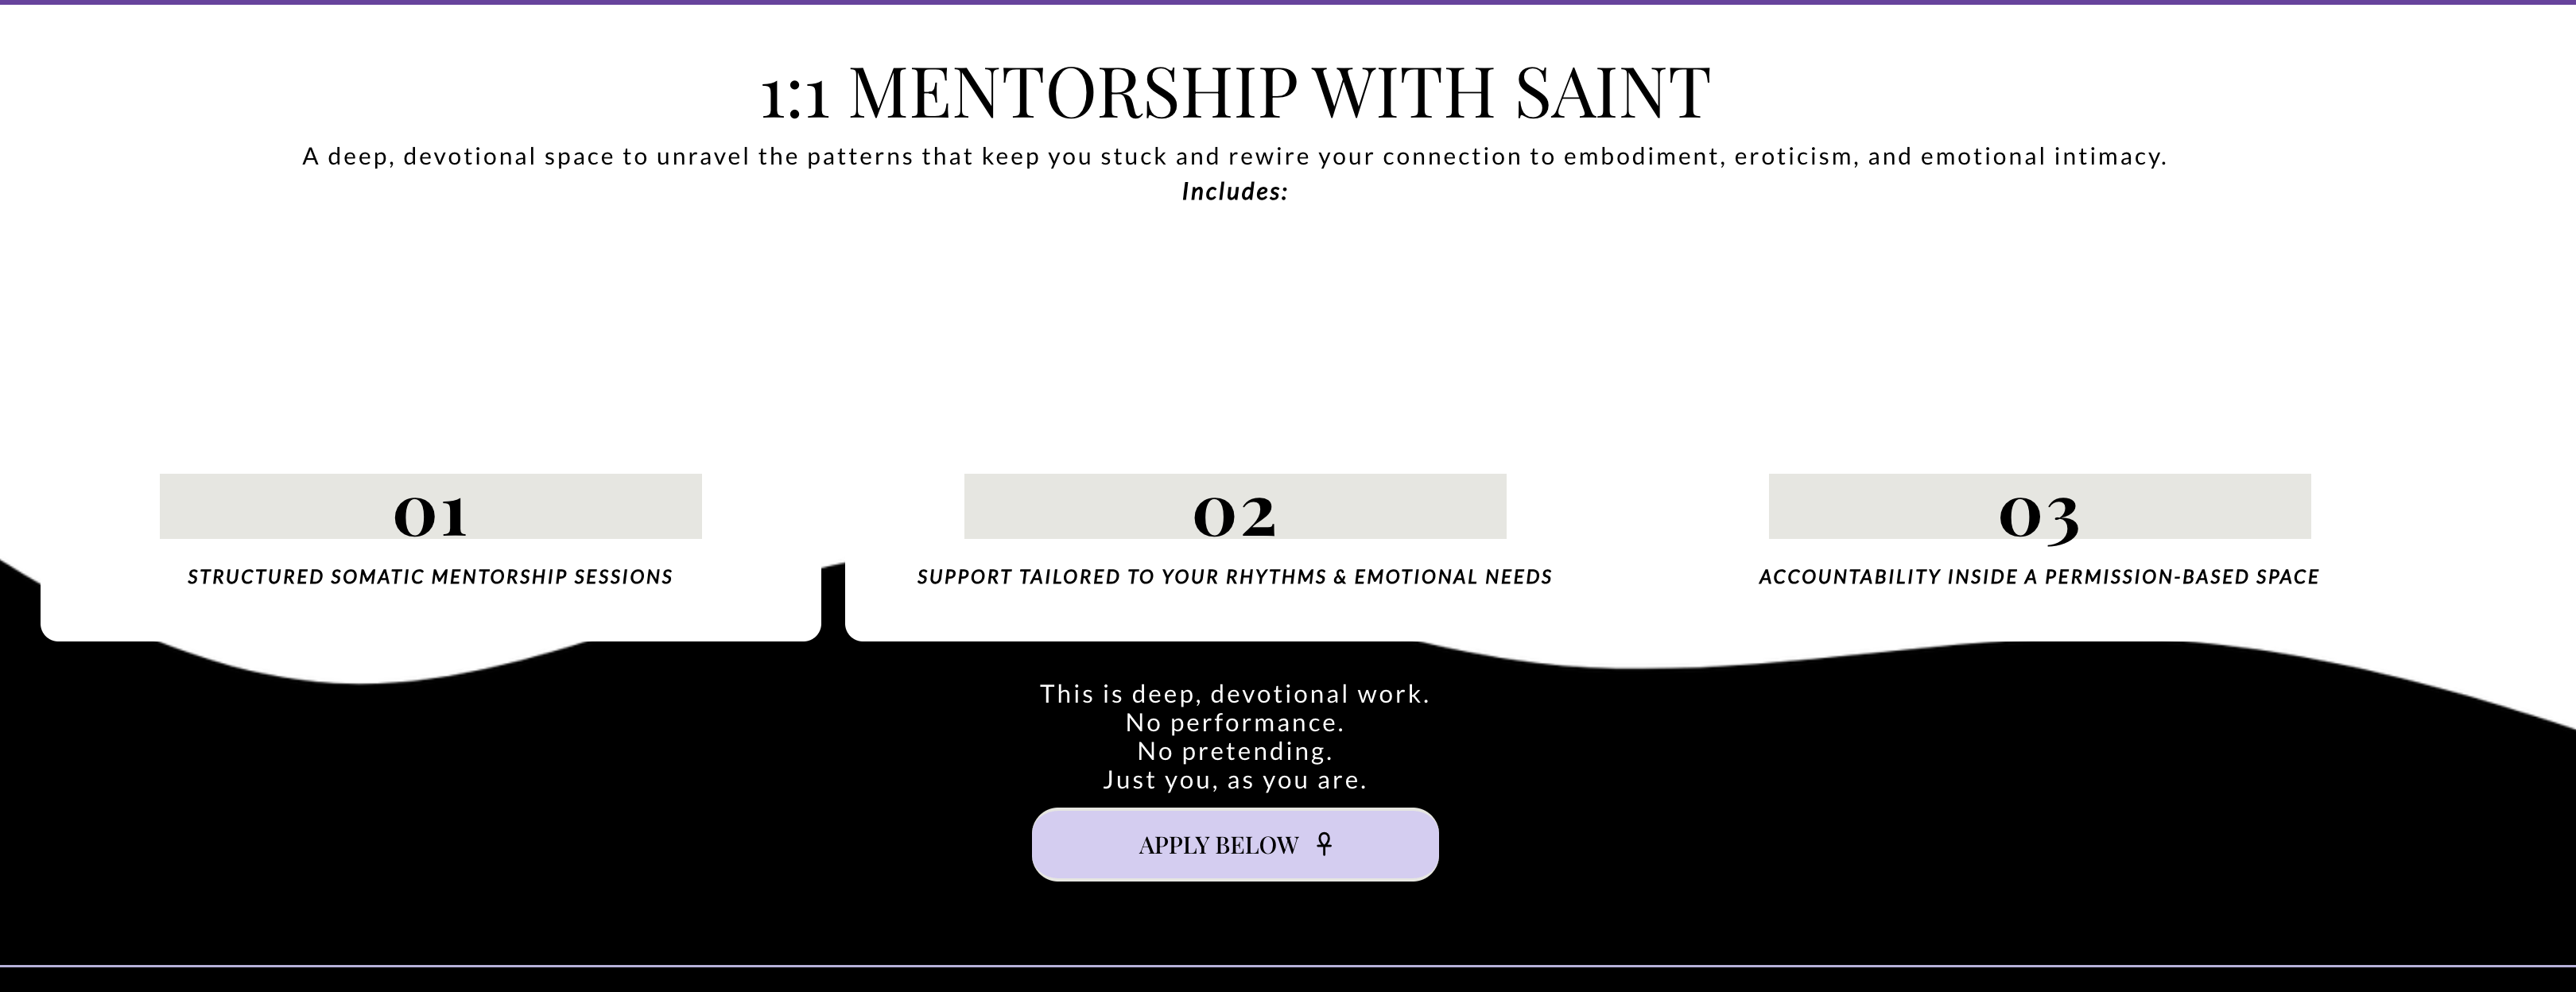 1:1 MENTORSHIP WITH SAINT
A deep, devotional space to unravel the patterns that keep you stuck and rewire your connection to embodiment, eroticism, and emotional intimacy.
Includes:
01
STRUCTURED SOMATIC MENTORSHIP SESSIONS
02
SUPPORT TAILORED TO YOUR RHYTHMS & EMOTIONAL NEEDS
03
ACCOUNTABILITY INSIDE A PERMISSION-BASED SPACE
This is deep, devotional work.
No performance.
No pretending.
Just you, as you are.
APPLY BELOW